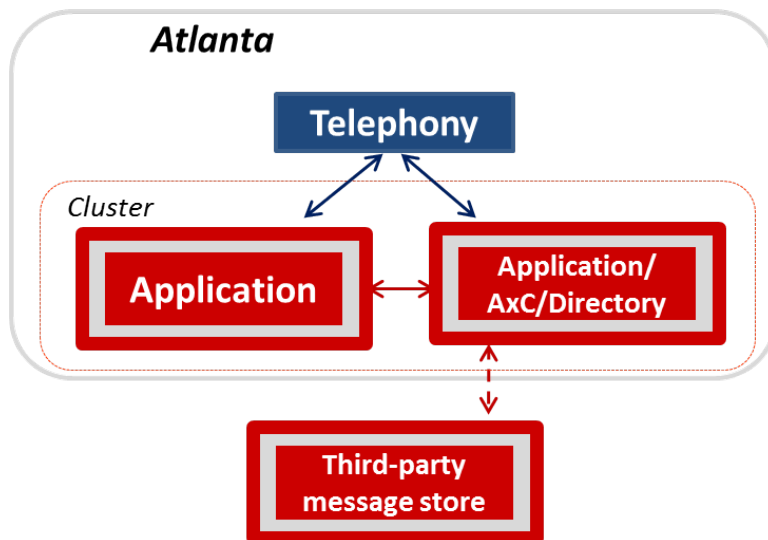 Atlanta
Telephony
Cluster
Application
Application/
AxC/Directory
Third-party
message store